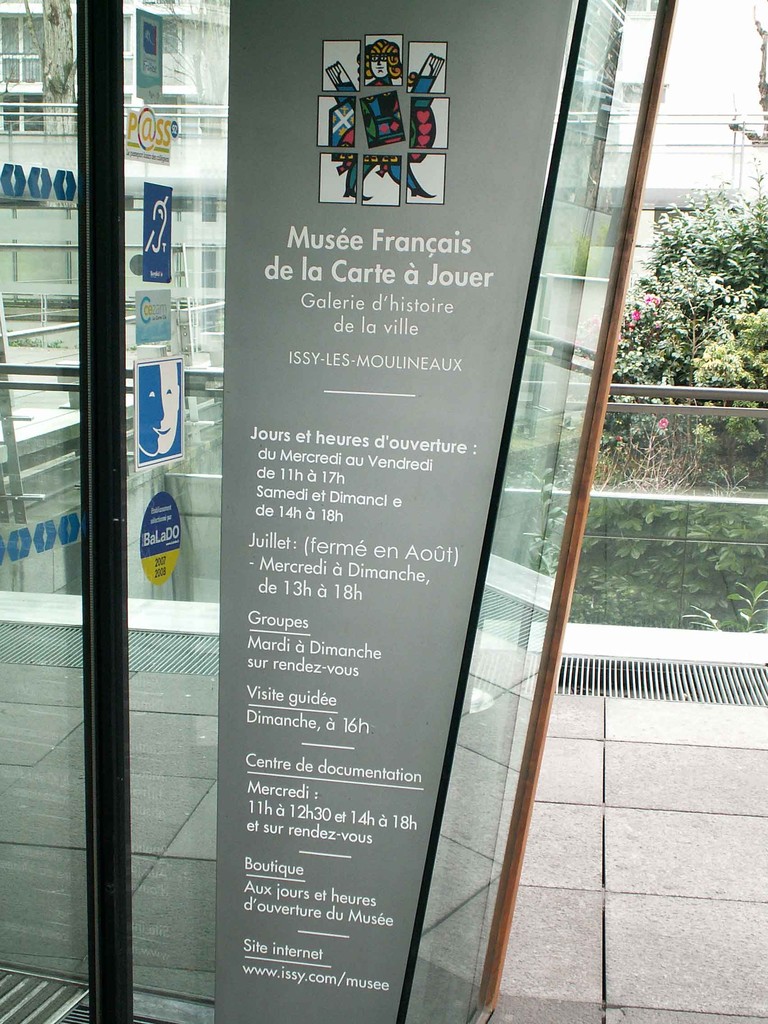 P@SS
Cepam
Établissement
sélectionné par
BaLaDO
2007
2008
Musée Français
de la Carte à Jouer
Galerie d'histoire
de la ville
ISSY-LES-MOULINEAUX
Jours et heures d'ouverture :
du Mercredi au Vendredi
de 11h à 17h
Samedi et Dimancl e
de 14h à 18h
Juillet: (fermé en Août)
- Mercredi à Dimanche,
de 13h à 18h
Groupes
Mardi à Dimanche
sur rendez-vous
Visite guidée
Dimanche, à 16h
Centre de documentation
Mercredi :
11h à 12h30 et 14h à 18h
et sur rendez-vous
Boutique
Aux jours et heures
d'ouverture du Musée
Site internet
www.issy.com/musee